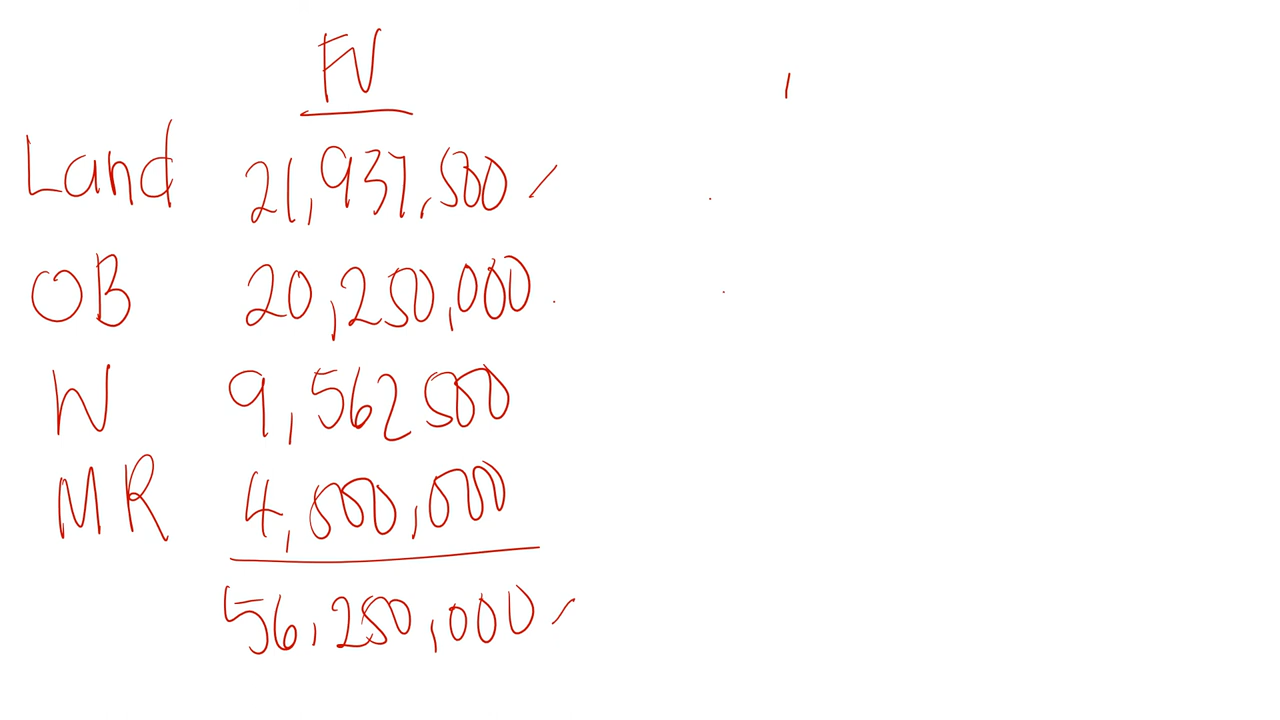 FV
Land 21,937,500
OB 20,250,000
W 9,562 500
MR 4,500,000
56,250,000